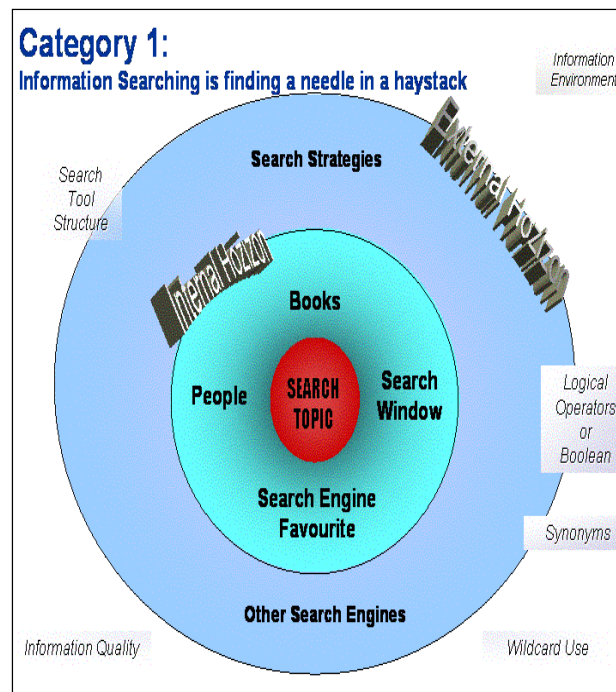 Category 1:
Information Searching is finding a needle in a haystack
Information
Environment
External Hozizon
Search Strategies
Search
Tool
Structure
Internal Hozizon
Books
People
SEARCH
TOPIC
Search
Window
Logical
Operators
or
Boolean
Search Engine
Favourite
Synonyms
Other Search Engines
Information Quality
Wildcard Use